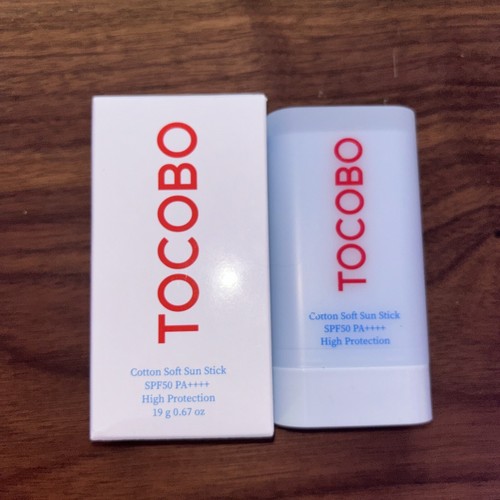 TOCOBO
Cotton Soft Sun Stick
SPF50 PA++++
High Protection
19 g 0.67 oz
TOCOBO
Cotton Soft Sun Stick
SPF50 PA++++
High Protection